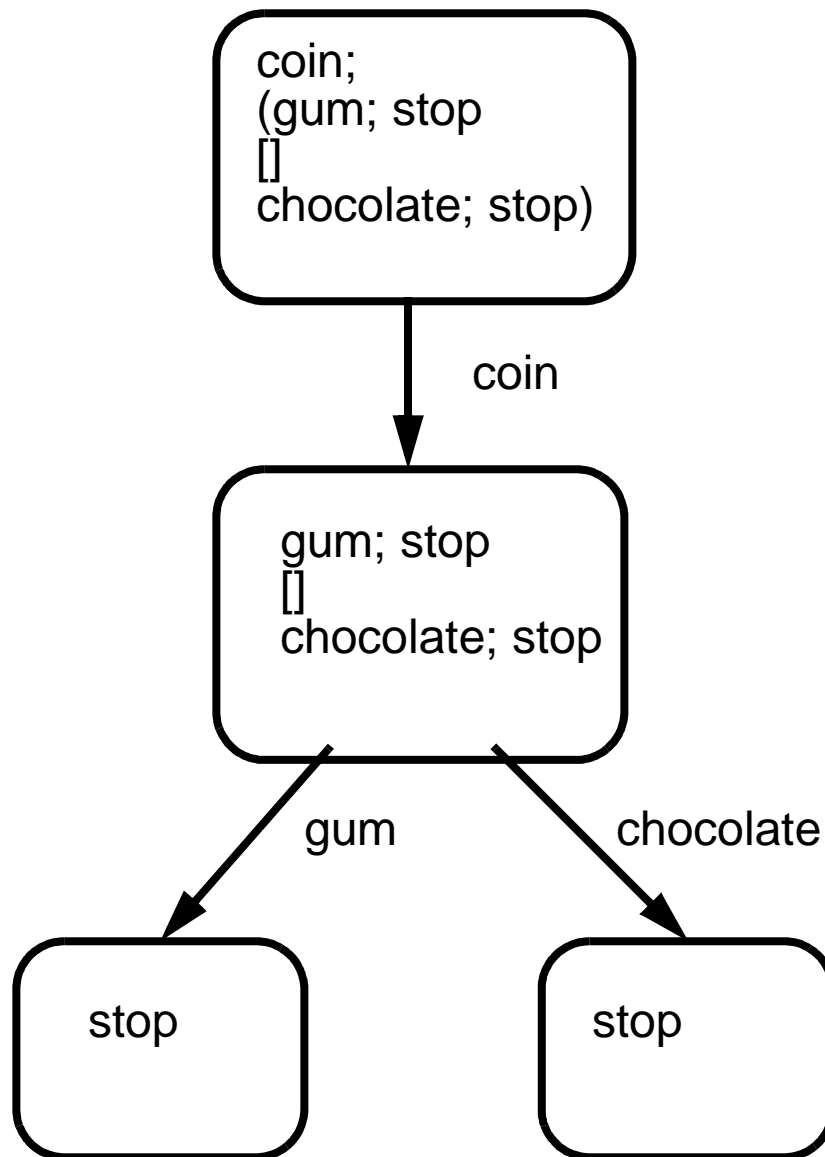 coin;
(gum; stop
[]
chocolate; stop)
coin
gum; stop
[]
chocolate; stop
gum
chocolate
stop
stop